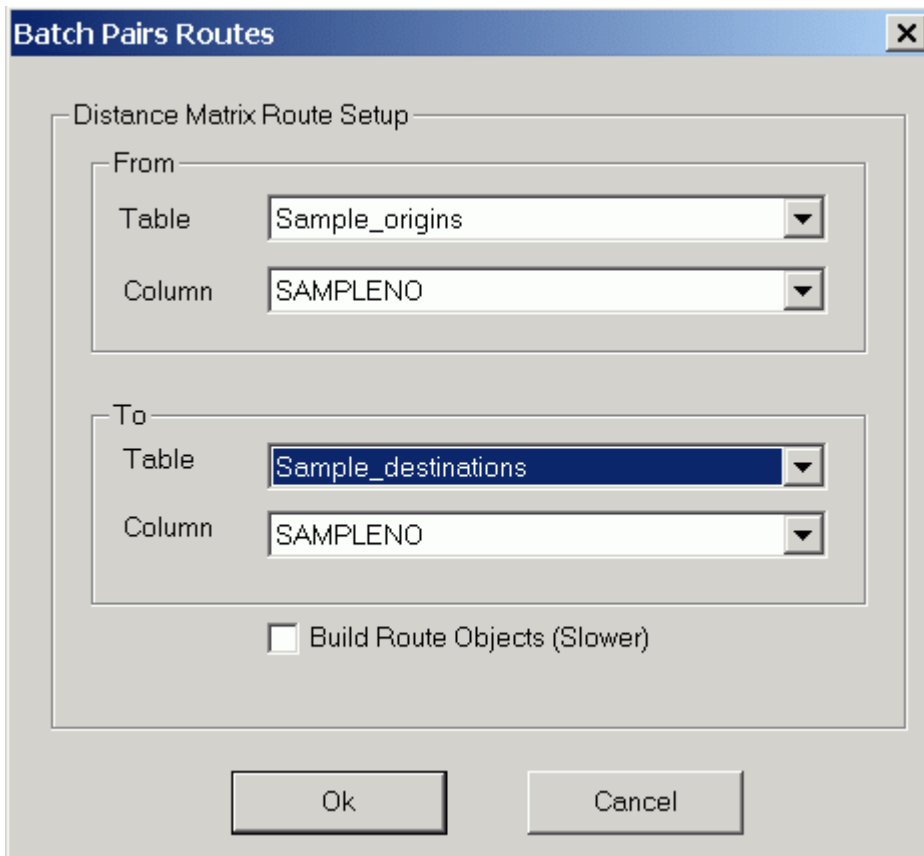 Batch Pairs Routes
Distance Matrix Route Setup
From
Table Sample_origins
Column SAMPLENO
To
Table Sample_destinations
Column SAMPLENO
Build Route Objects (Slower)
Ok Cancel